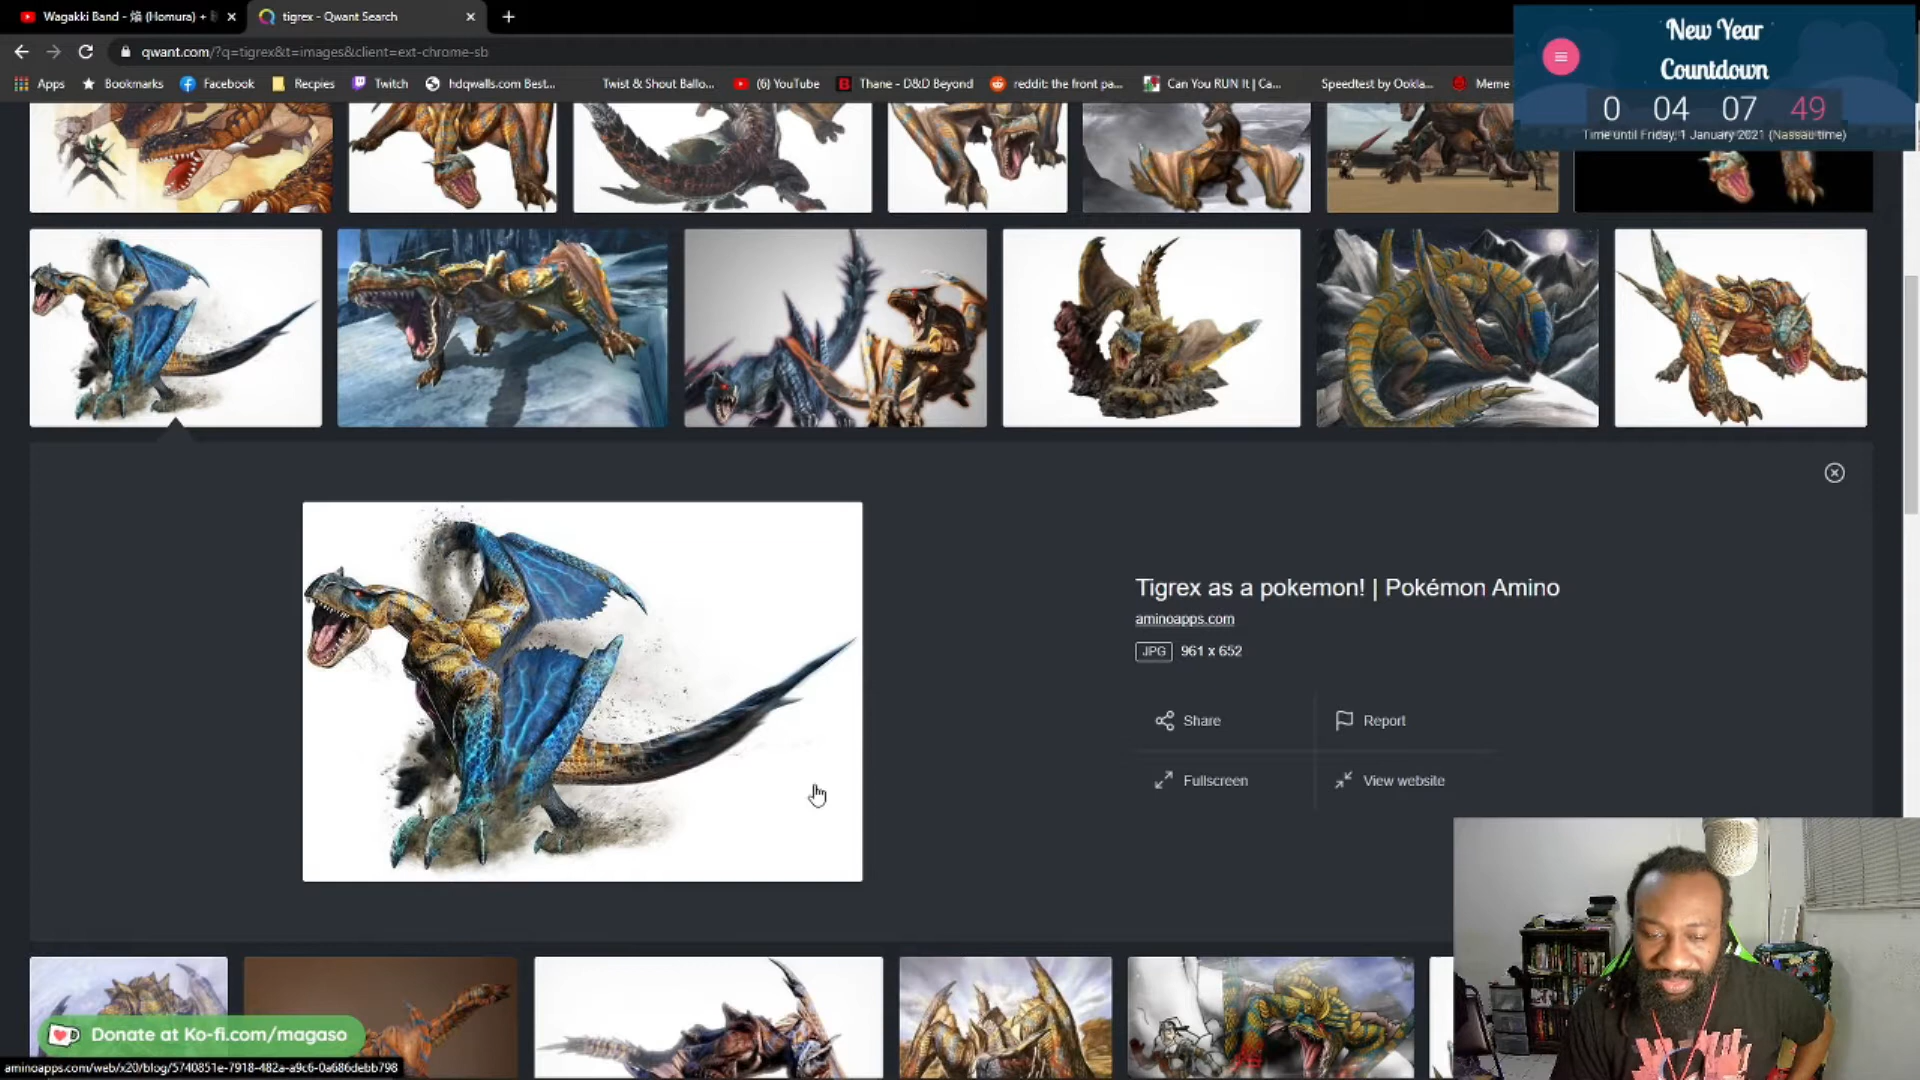 Wagakki Band - 焔 (Homura) +
tigrex - Qwant Search
qwant.com/?q=tigrex&t=images&client=ext-chrome-sb
Apps
Bookmarks
Facebook
Recpies
Twitch
hdqwalls.com Best...
Twist & Shout Ballo...
(6) YouTube
Thane - D&D Beyond
reddit: the front pa...
Can You RUN It | Ca...
Speedtest by Ookla...
Meme
New Year
Countdown
0 04 07 49
Time until Friday, 1 January 2021 (Nassau time)
Tigrex as a pokemon! | Pokémon Amino
aminoapps.com
JPG 961 x 652
Share
Report
Fullscreen
View website
Donate at Ko-fi.com/magaso
aminoapps.com/web/x20/blog/5740851e-7918-482a-a9c6-0a686debb798